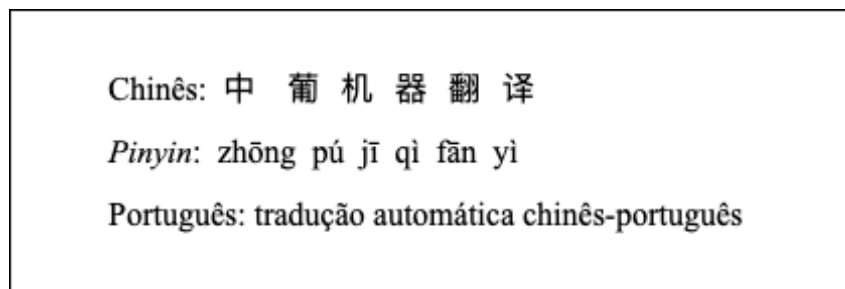 Chinês: 中 葡 机 器 翻 译
Pinyin: zhōng pú jī qì fān yì
Português: tradução automática chinês-português